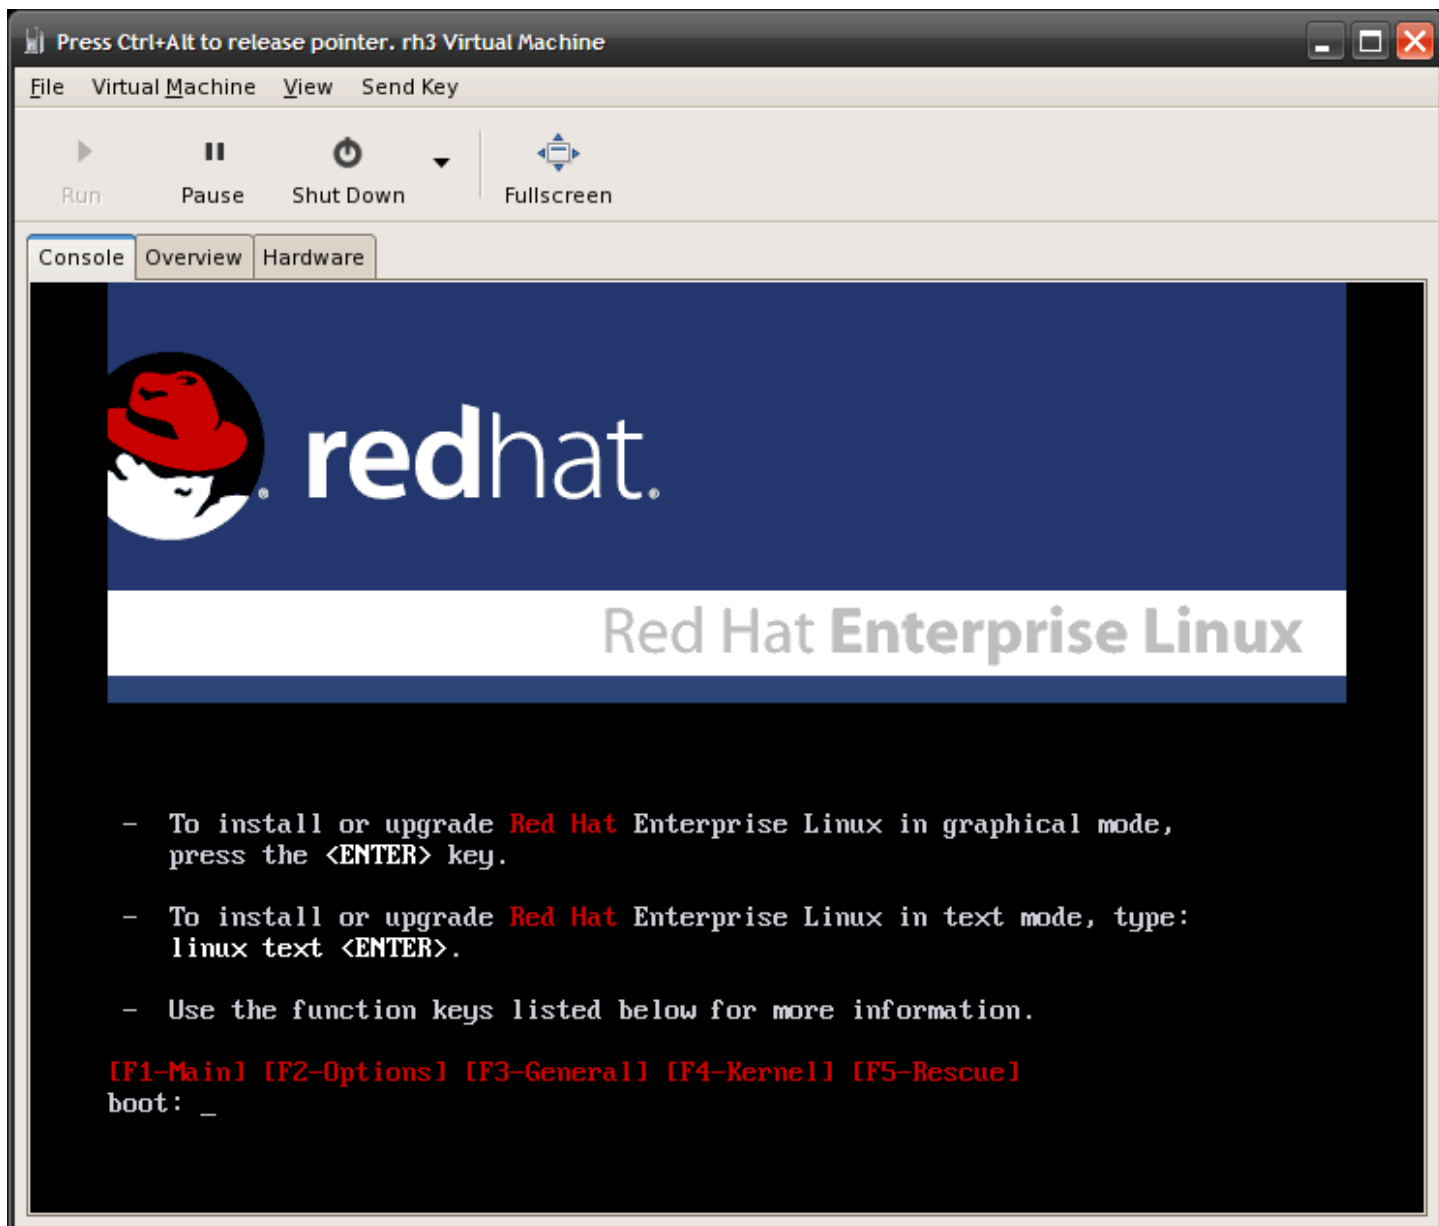 Press Ctrl+Alt to release pointer. rh3 Virtual Machine
File Virtual Machine View Send Key
Run Pause Shut Down Fullscreen
Console Overview Hardware
redhat.®
Red Hat Enterprise Linux
- To install or upgrade Red Hat Enterprise Linux in graphical mode,
press the <ENTER> key.
- To install or upgrade Red Hat Enterprise Linux in text mode, type:
linux text <ENTER>.
- Use the function keys listed below for more information.
[F1-Main] [F2-Options] [F3-General] [F4-Kernel] [F5-Rescue]
boot: _